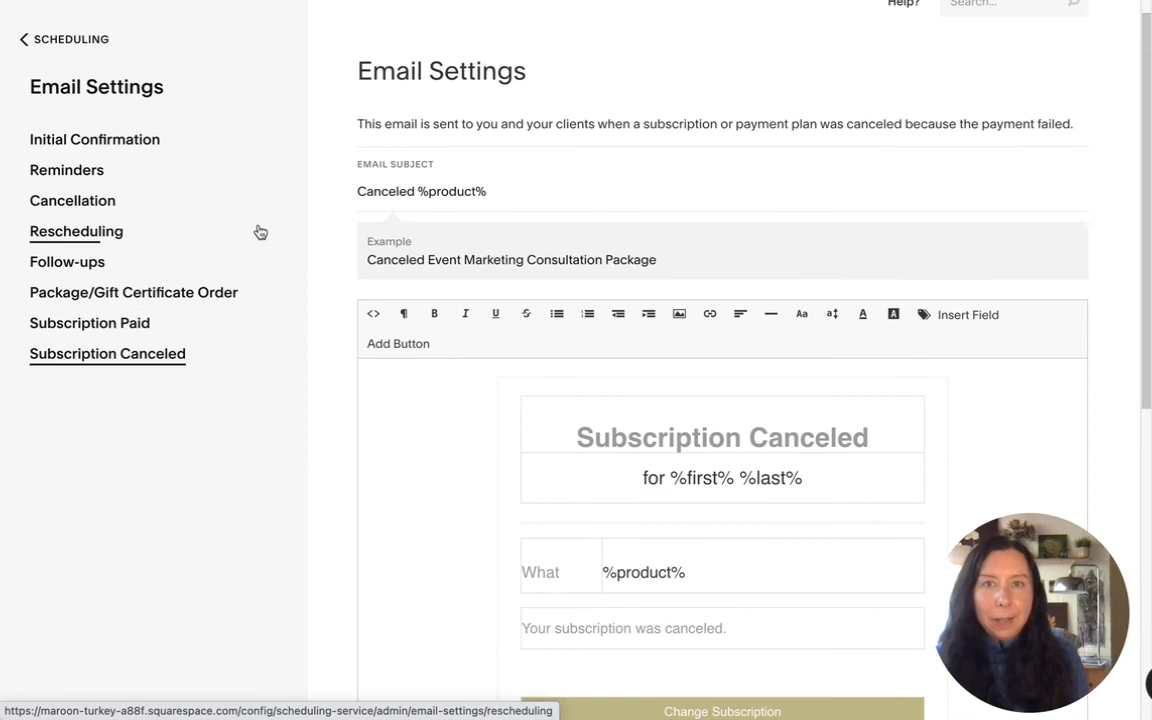 Help?
Search...
SCHEDULING
Email Settings
Initial Confirmation
Reminders
Cancellation
Rescheduling
Follow-ups
Package/Gift Certificate Order
Subscription Paid
Subscription Canceled
Email Settings
This email is sent to you and your clients when a subscription or payment plan was canceled because the payment failed.
EMAIL SUBJECT
Canceled %product%
Example
Canceled Event Marketing Consultation Package
<> ¶ B I U S Aa A A Insert Field
Add Button
Subscription Canceled
for %first% %last%
What %product%
Your subscription was canceled.
Change Subscription
https://maroon-turkey-a88f.squarespace.com/config/scheduling-service/admin/email-settings/rescheduling